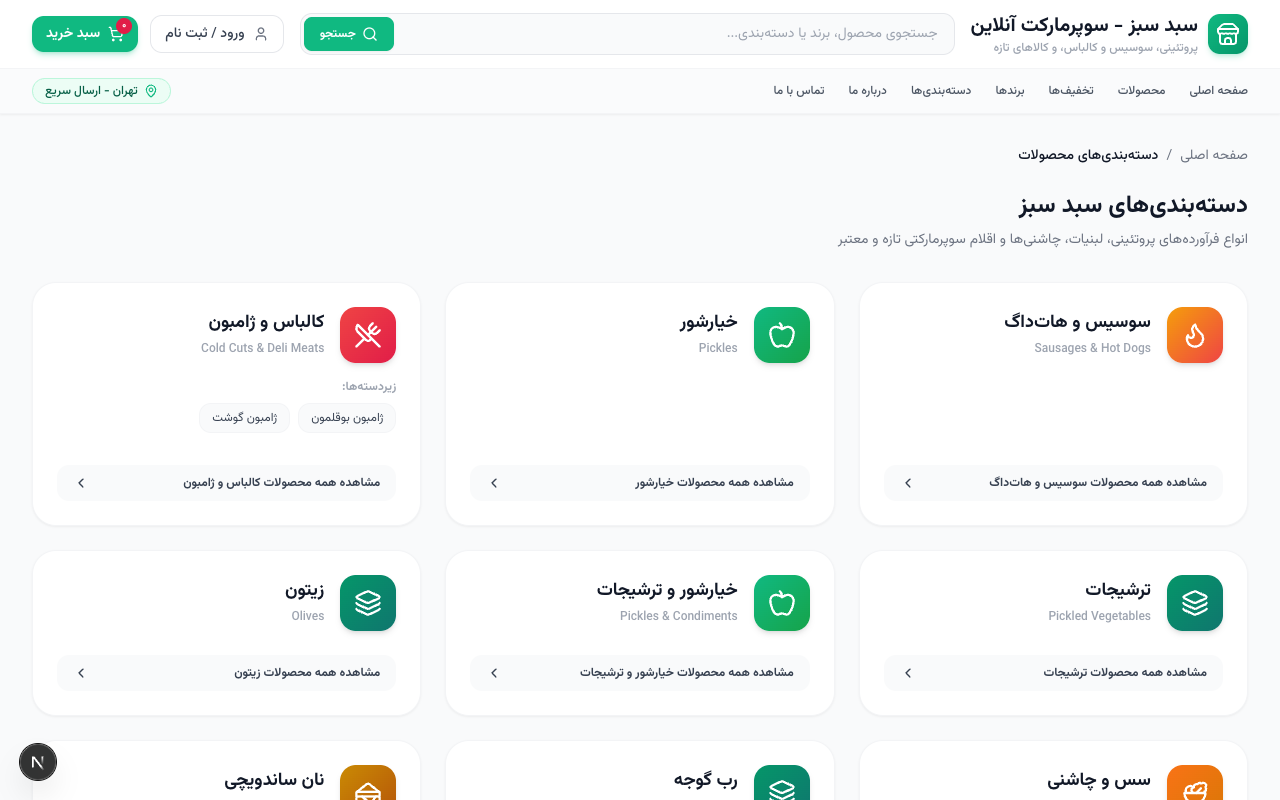 سبد سبز - سوپرمارکت آنلاین
پروتئینی، سوسیس و کالباس، و کالاهای تازه
جستجوی محصول، برند یا دسته‌بندی...
جستجو
ورود / ثبت نام
سبد خرید
۰
صفحه اصلی
محصولات
تخفیف‌ها
برندها
دسته‌بندی‌ها
درباره ما
تماس با ما
تهران - ارسال سریع
صفحه اصلی / دسته‌بندی‌های محصولات
دسته‌بندی‌های سبد سبز
انواع فرآورده‌های پروتئینی، لبنیات، چاشنی‌ها و اقلام سوپرمارکتی تازه و معتبر
سوسیس و هات‌داگ
Sausages & Hot Dogs
مشاهده همه محصولات سوسیس و هات‌داگ
خیارشور
Pickles
مشاهده همه محصولات خیارشور
کالباس و ژامبون
Cold Cuts & Deli Meats
زیردسته‌ها:
ژامبون بوقلمون
ژامبون گوشت
مشاهده همه محصولات کالباس و ژامبون
ترشیجات
Pickled Vegetables
مشاهده همه محصولات ترشیجات
خیارشور و ترشیجات
Pickles & Condiments
مشاهده همه محصولات خیارشور و ترشیجات
زیتون
Olives
مشاهده همه محصولات زیتون
سس و چاشنی
رب گوجه
نان ساندویچی
N